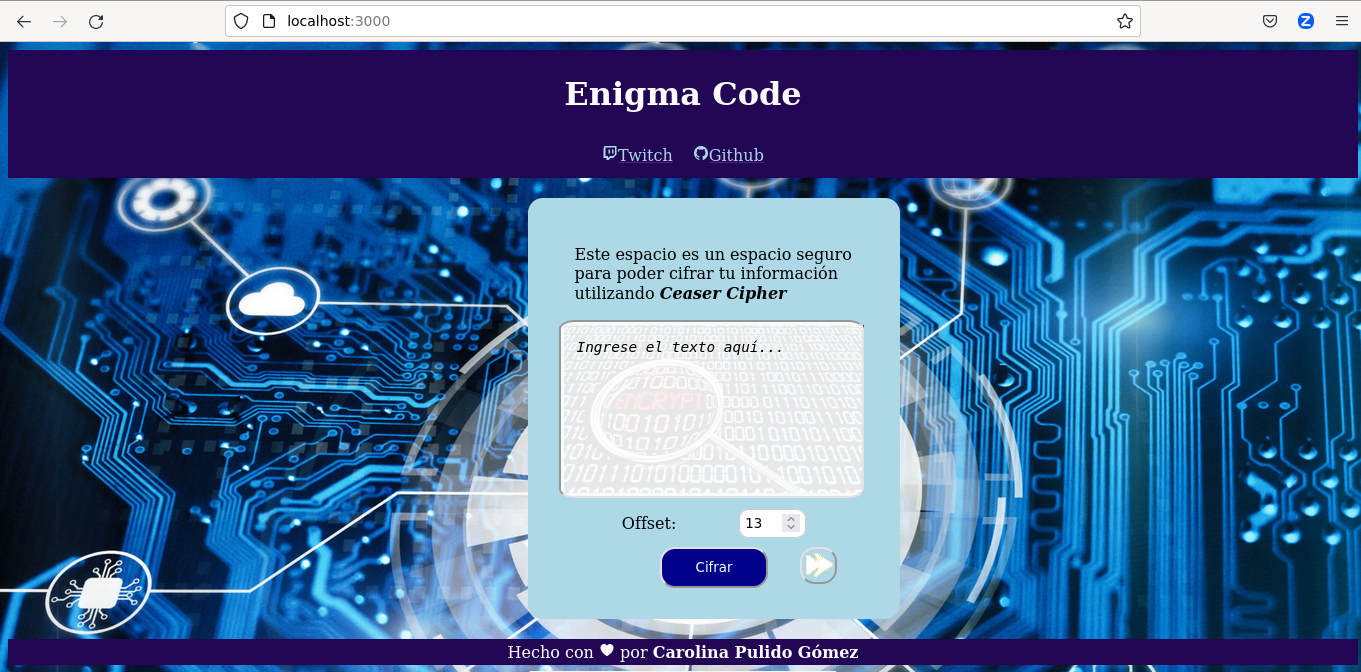 localhost:3000
Enigma Code
Twitch Github
Este espacio es un espacio seguro
para poder cifrar tu información
utilizando Ceaser Cipher
Ingrese el texto aquí...
ENCRYPT
Offset: 13
Cifrar
Hecho con por Carolina Pulido Gómez